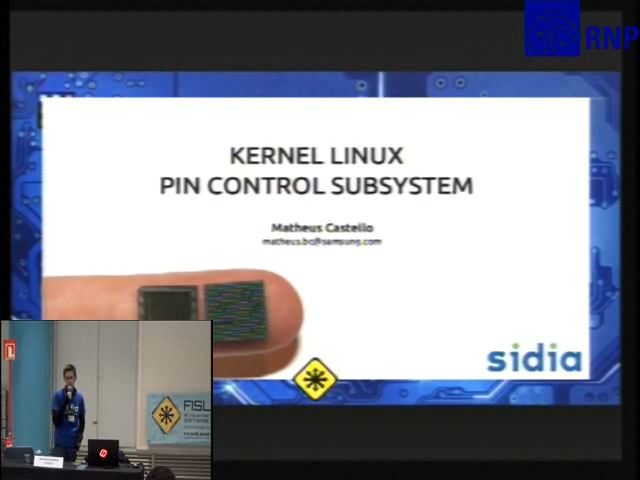 RNP
KERNEL LINUX
PIN CONTROL SUBSYSTEM
Matheus Castello
matheus.bc@samsung.com
sidia
FISL